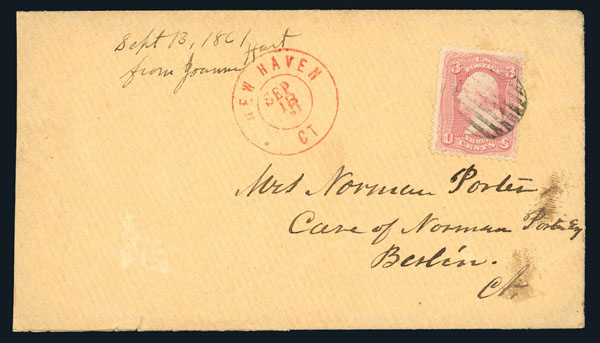 Sept 13, 1861
from Joanna Hart
NEW HAVEN
SEP
13
CT
3 U.S. 3
POSTAGE
U THREE S
CENTS
Mrs Norman Porter
Care of Norman Porter Esq
Berlin.
Ct.